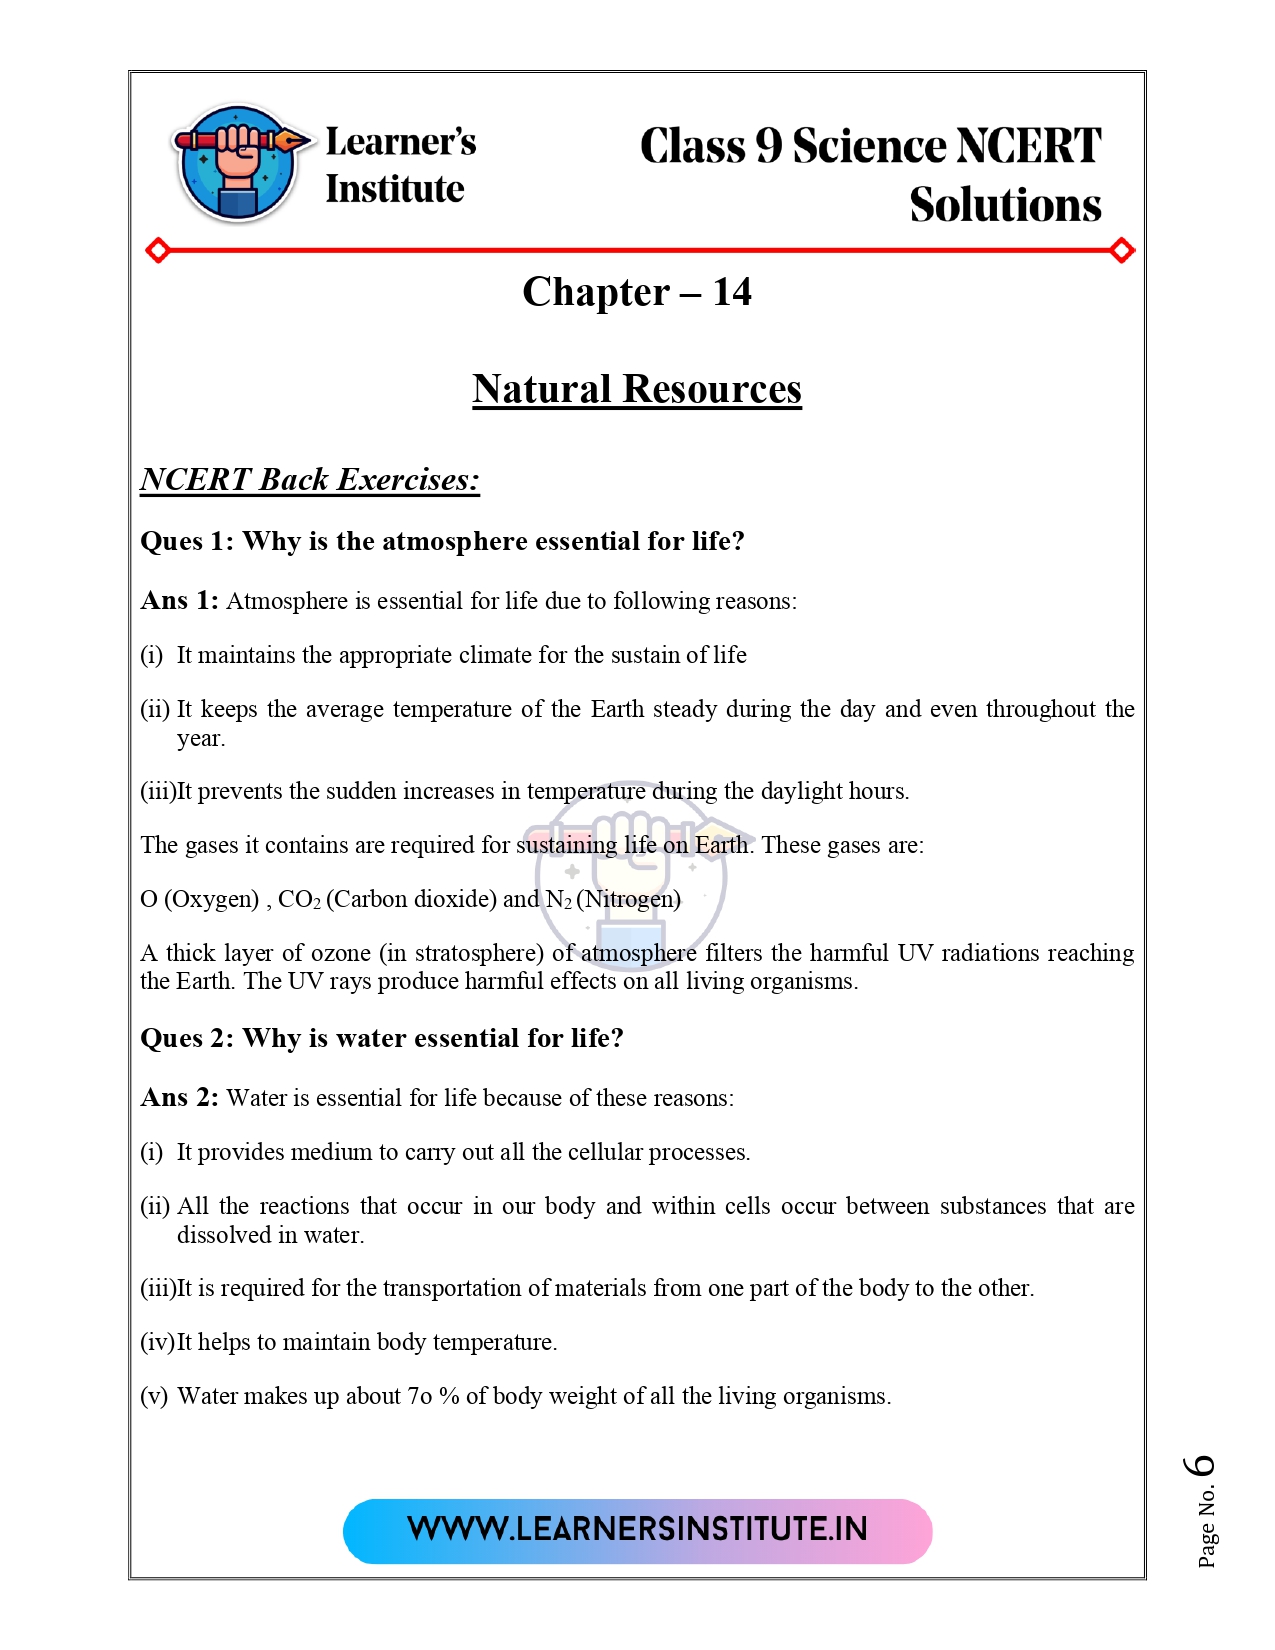 Learner's
Institute
Class 9 Science NCERT
Solutions
Chapter – 14
Natural Resources
NCERT Back Exercises:
Ques 1: Why is the atmosphere essential for life?
Ans 1: Atmosphere is essential for life due to following reasons:
(i) It maintains the appropriate climate for the sustain of life
(ii) It keeps the average temperature of the Earth steady during the day and even throughout the
year.
(iii)It prevents the sudden increases in temperature during the daylight hours.
The gases it contains are required for sustaining life on Earth. These gases are:
O (Oxygen) , CO₂ (Carbon dioxide) and N₂ (Nitrogen)
A thick layer of ozone (in stratosphere) of atmosphere filters the harmful UV radiations reaching
the Earth. The UV rays produce harmful effects on all living organisms.
Ques 2: Why is water essential for life?
Ans 2: Water is essential for life because of these reasons:
(i) It provides medium to carry out all the cellular processes.
(ii) All the reactions that occur in our body and within cells occur between substances that are
dissolved in water.
(iii)It is required for the transportation of materials from one part of the body to the other.
(iv)It helps to maintain body temperature.
(v) Water makes up about 7o % of body weight of all the living organisms.
WWW.LEARNERSINSTITUTE.IN
Page No. 6